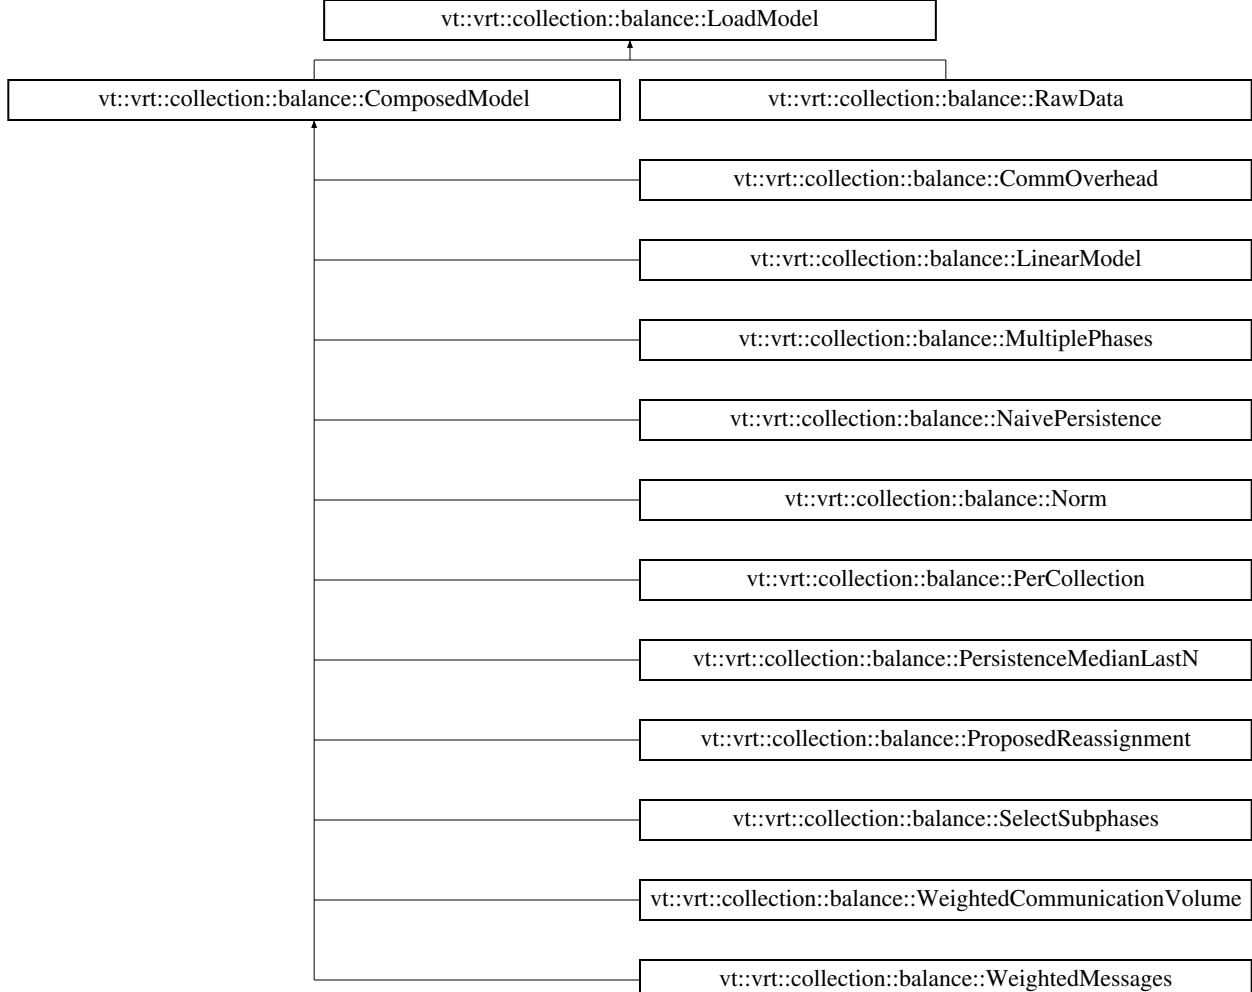 vt::vrt::collection::balance::LoadModel
vt::vrt::collection::balance::ComposedModel
vt::vrt::collection::balance::RawData
vt::vrt::collection::balance::CommOverhead
vt::vrt::collection::balance::LinearModel
vt::vrt::collection::balance::MultiplePhases
vt::vrt::collection::balance::NaivePersistence
vt::vrt::collection::balance::Norm
vt::vrt::collection::balance::PerCollection
vt::vrt::collection::balance::PersistenceMedianLastN
vt::vrt::collection::balance::ProposedReassignment
vt::vrt::collection::balance::SelectSubphases
vt::vrt::collection::balance::WeightedCommunicationVolume
vt::vrt::collection::balance::WeightedMessages